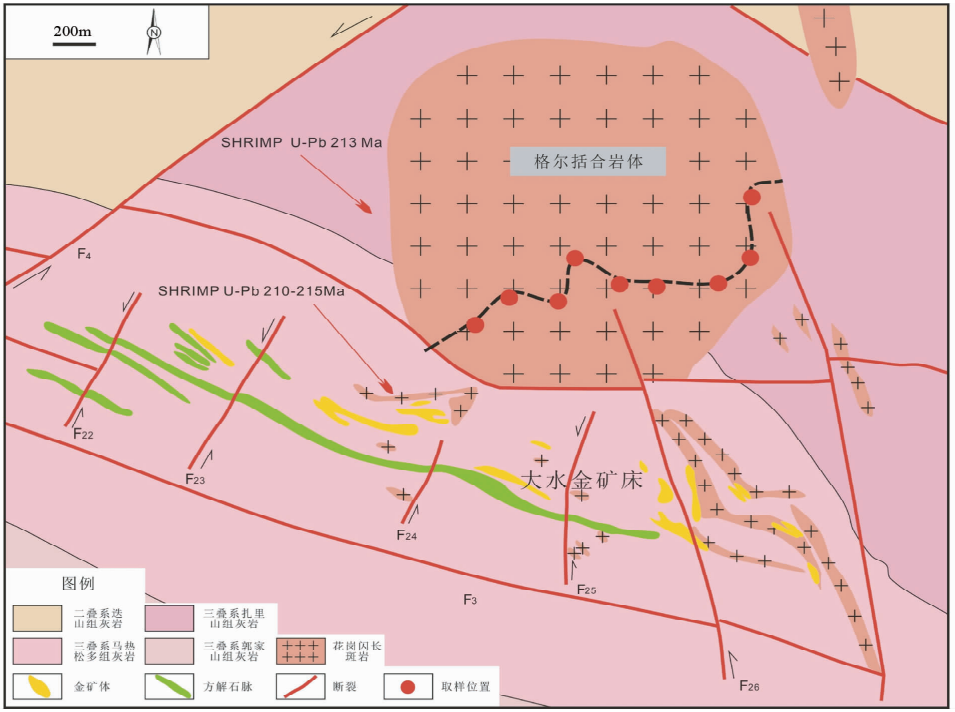 200m
N
SHRIMP U-Pb 213 Ma
格尔括合岩体
F4
SHRIMP U-Pb 210-215Ma
F22
F23
大水金矿床
F24
F25
F3
F26
图例
二叠系迭
山组灰岩
三叠系扎里
山组灰岩
三叠系马热
松多组灰岩
三叠系郭家
山组灰岩
花岗闪长
斑岩
金矿体
方解石脉
断裂
取样位置